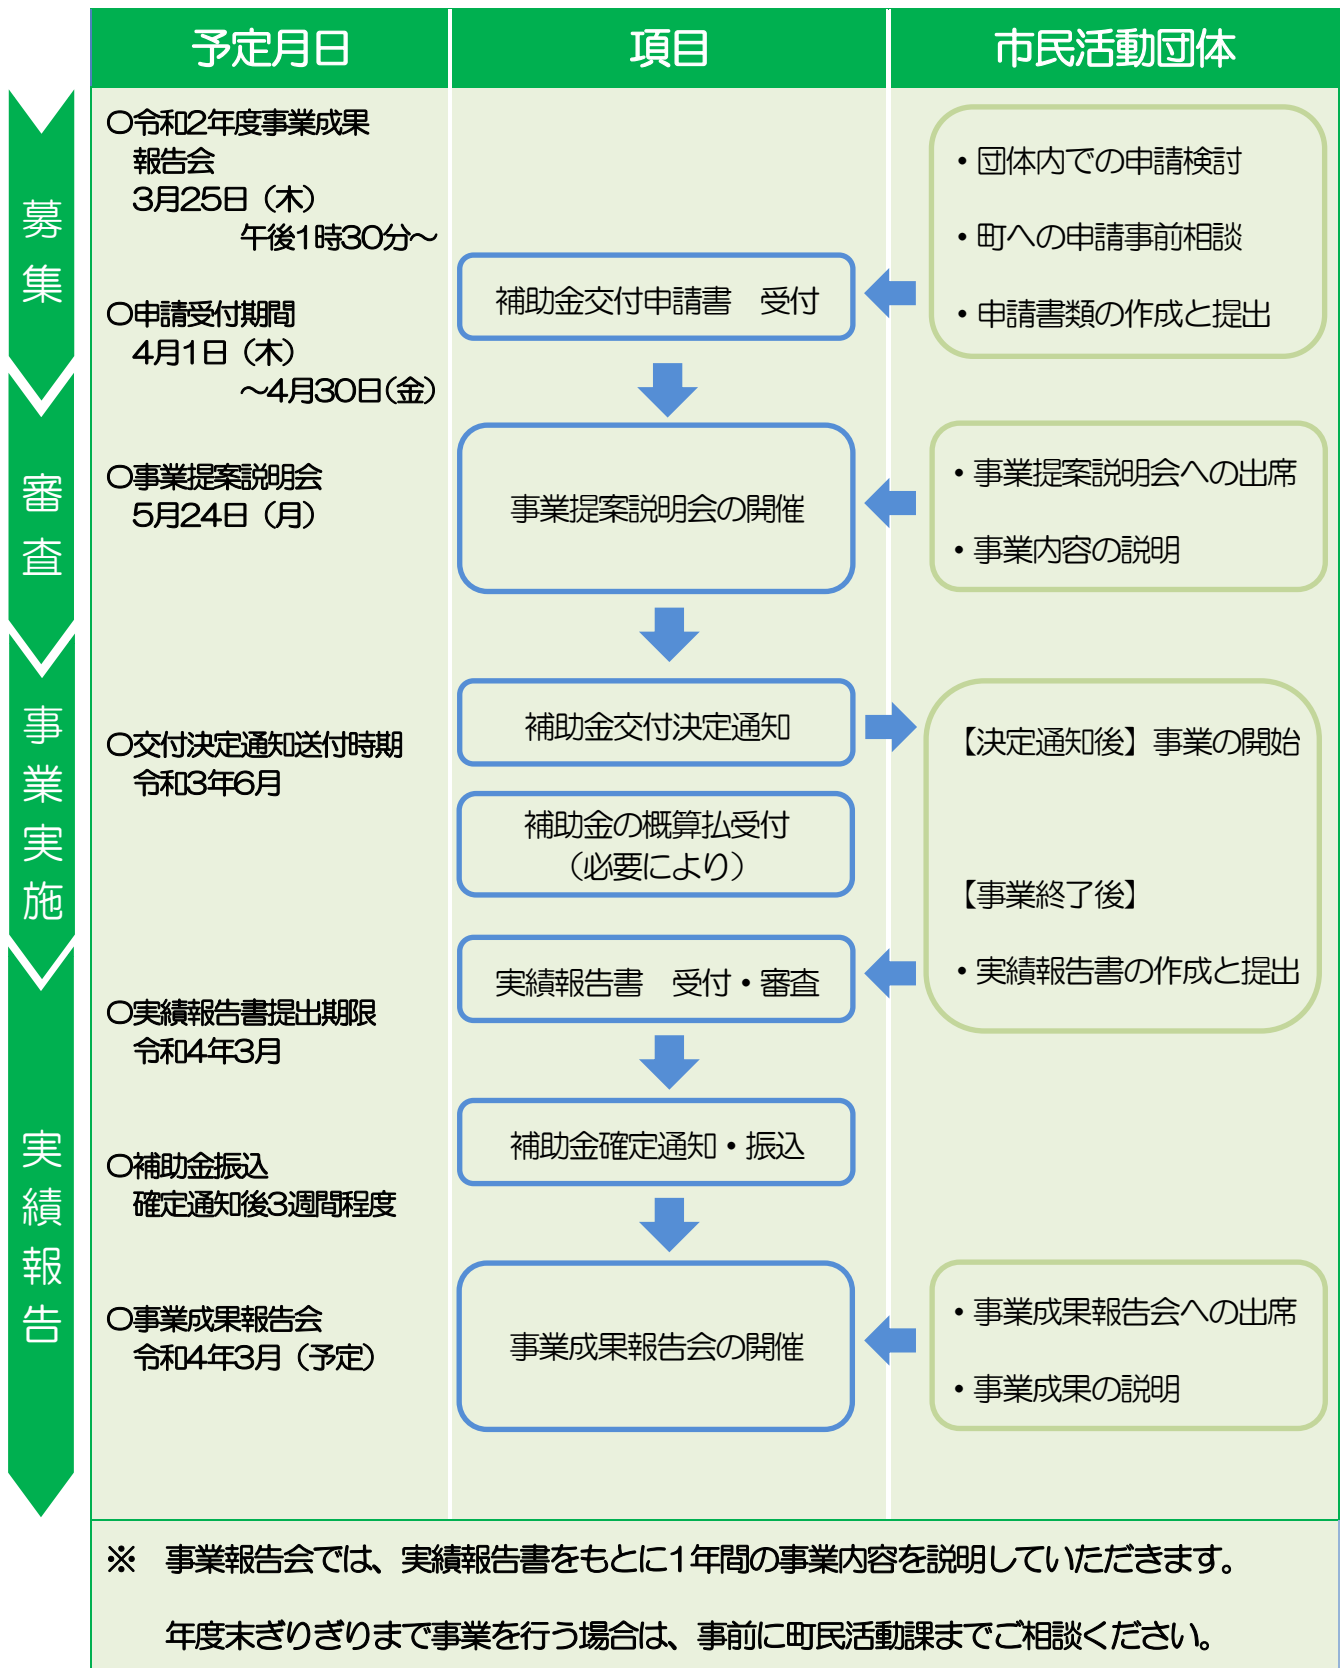 予定月日
項目
市民活動団体
募集
審査
事業実施
実績報告
〇令和2年度事業成果
報告会
3月25日（木）
午後1時30分～
〇申請受付期間
4月1日（木）
～4月30日(金)
〇事業提案説明会
5月24日（月）
〇交付決定通知送付時期
令和3年6月
〇実績報告書提出期限
令和4年3月
〇補助金振込
確定通知後3週間程度
〇事業成果報告会
令和4年3月（予定）
補助金交付申請書　受付
事業提案説明会の開催
補助金交付決定通知
補助金の概算払受付
（必要により）
実績報告書　受付・審査
補助金確定通知・振込
事業成果報告会の開催
・団体内での申請検討
・町への申請事前相談
・申請書類の作成と提出
・事業提案説明会への出席
・事業内容の説明
【決定通知後】事業の開始
【事業終了後】
・実績報告書の作成と提出
・事業成果報告会への出席
・事業成果の説明
※　事業報告会では、実績報告書をもとに1年間の事業内容を説明していただきます。
年度末ぎりぎりまで事業を行う場合は、事前に町民活動課までご相談ください。